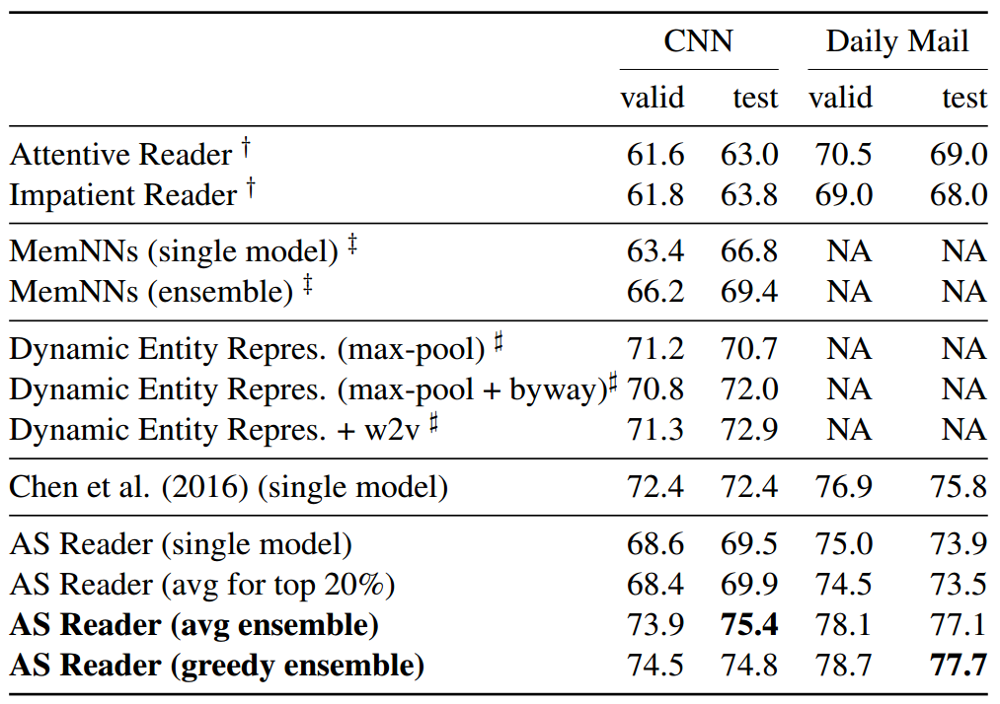 CNN Daily Mail
valid test valid test
Attentive Reader † 61.6 63.0 70.5 69.0
Impatient Reader † 61.8 63.8 69.0 68.0
MemNNs (single model) ‡ 63.4 66.8 NA NA
MemNNs (ensemble) ‡ 66.2 69.4 NA NA
Dynamic Entity Repres. (max-pool) ♯ 71.2 70.7 NA NA
Dynamic Entity Repres. (max-pool + byway)♯ 70.8 72.0 NA NA
Dynamic Entity Repres. + w2v ♯ 71.3 72.9 NA NA
Chen et al. (2016) (single model) 72.4 72.4 76.9 75.8
AS Reader (single model) 68.6 69.5 75.0 73.9
AS Reader (avg for top 20%) 68.4 69.9 74.5 73.5
AS Reader (avg ensemble) 73.9 75.4 78.1 77.1
AS Reader (greedy ensemble) 74.5 74.8 78.7 77.7